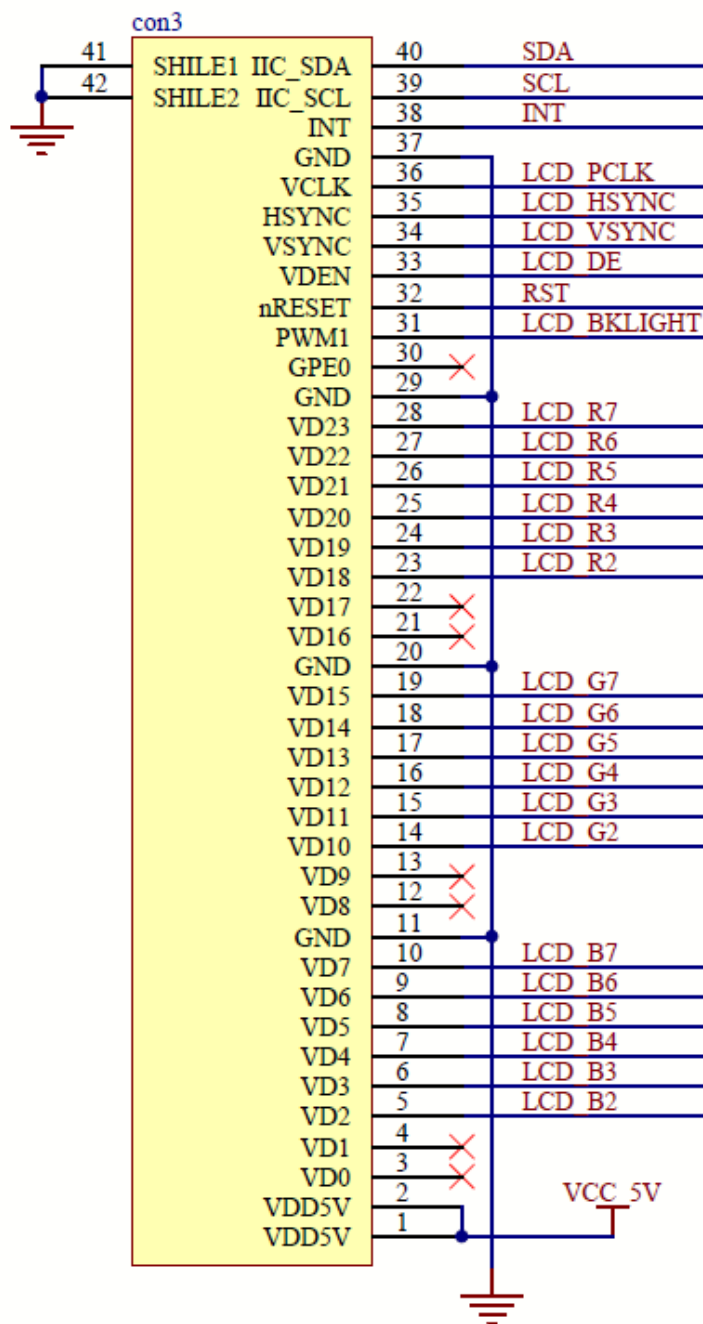 con3
41 SHILE1 IIC_SDA 40 SDA
42 SHILE2 IIC_SCL 39 SCL
INT 38 INT
GND 37
VCLK 36 LCD_PCLK
HSYNC 35 LCD_HSYNC
VSYNC 34 LCD_VSYNC
VDEN 33 LCD_DE
nRESET 32 RST
PWM1 31 LCD_BKLIGHT
GPE0 30
GND 29
VD23 28 LCD_R7
VD22 27 LCD_R6
VD21 26 LCD_R5
VD20 25 LCD_R4
VD19 24 LCD_R3
VD18 23 LCD_R2
VD17 22
VD16 21
GND 20
VD15 19 LCD_G7
VD14 18 LCD_G6
VD13 17 LCD_G5
VD12 16 LCD_G4
VD11 15 LCD_G3
VD10 14 LCD_G2
VD9 13
VD8 12
GND 11
VD7 10 LCD_B7
VD6 9 LCD_B6
VD5 8 LCD_B5
VD4 7 LCD_B4
VD3 6 LCD_B3
VD2 5 LCD_B2
VD1 4
VD0 3
VDD5V 2 VCC_5V
VDD5V 1